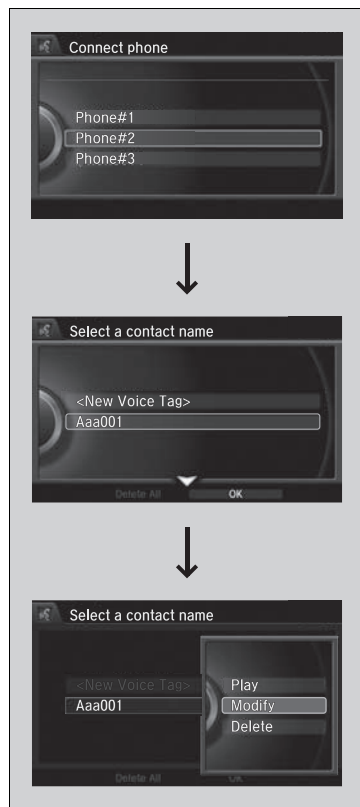 Connect phone
Phone#1
Phone#2
Phone#3
Select a contact name
<New Voice Tag>
Aaa001
Delete All OK
Select a contact name
<New Voice Tag> Play
Aaa001 Modify
Delete
Delete All OK